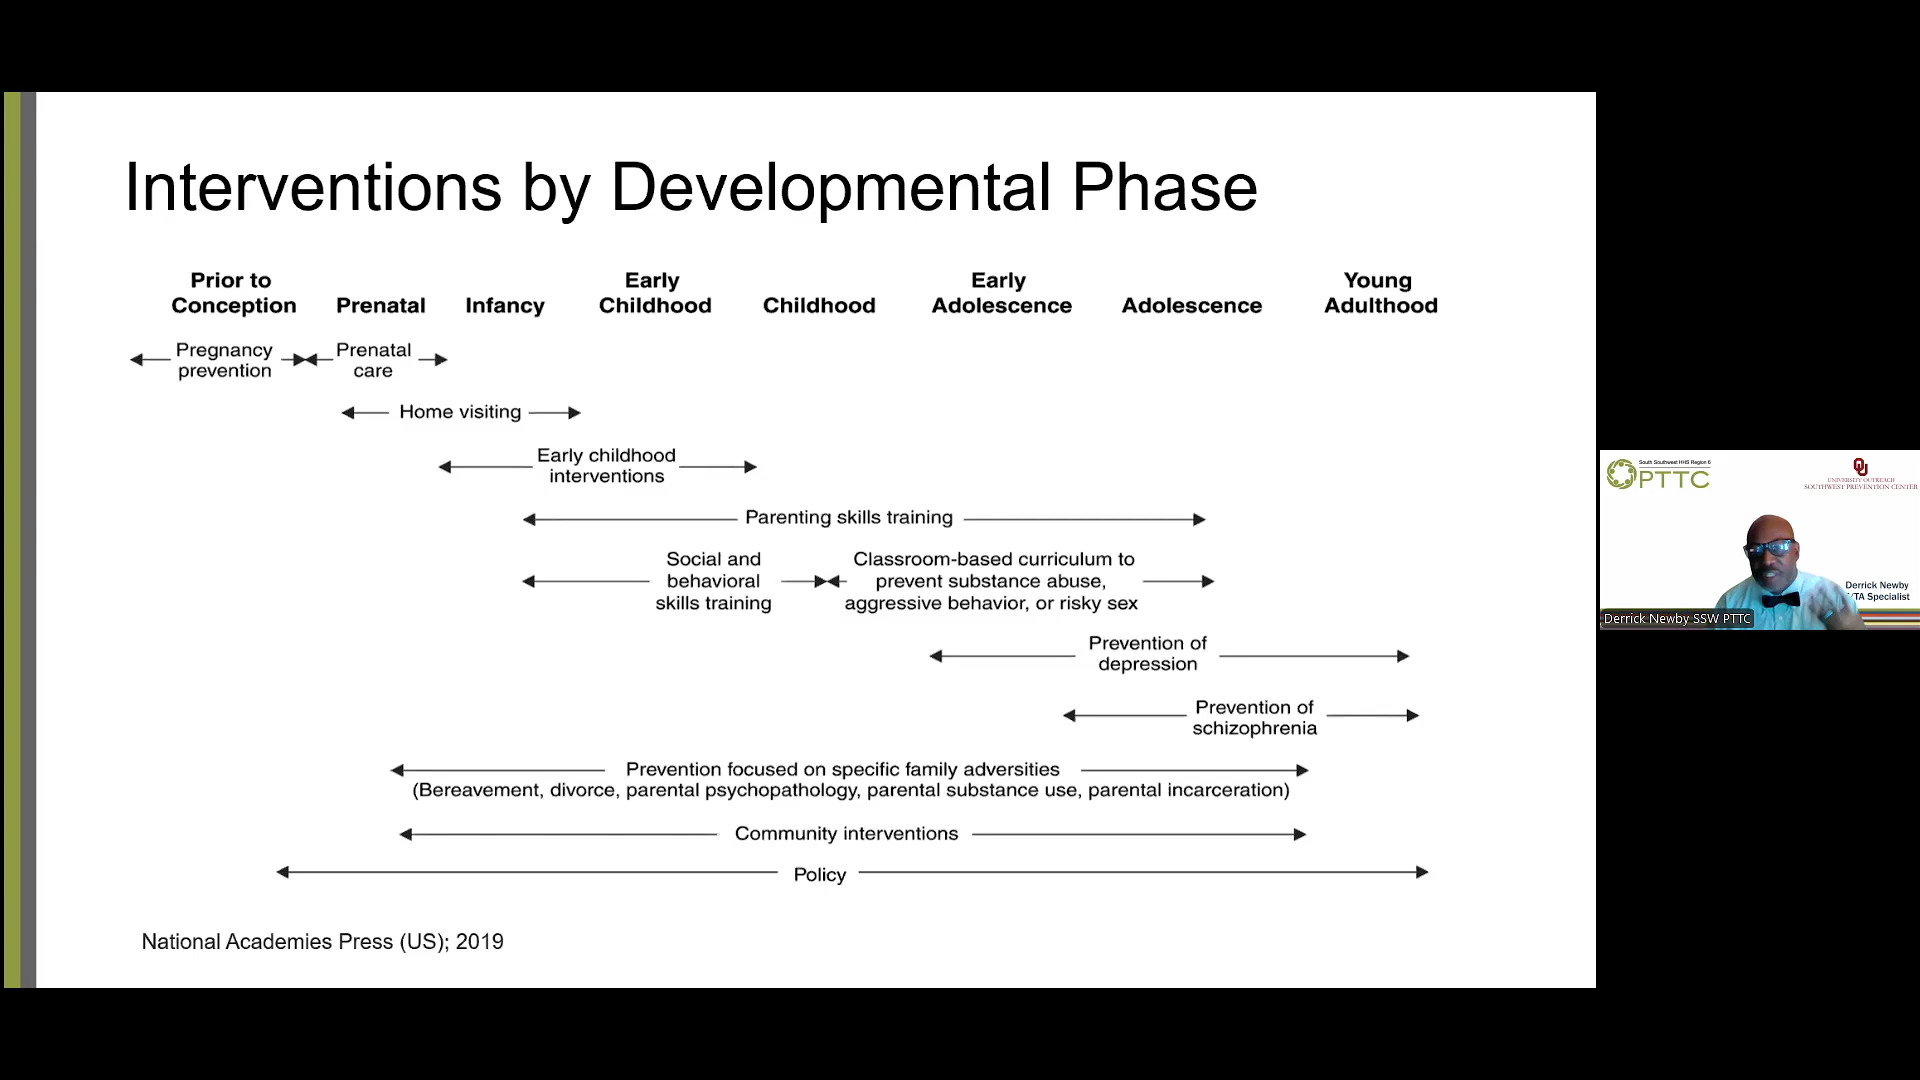 Interventions by Developmental Phase
Prior to
Conception
Prenatal
Infancy
Early
Childhood
Childhood
Early
Adolescence
Adolescence
Young
Adulthood
Pregnancy
prevention
Prenatal
care
Home visiting
Early childhood
interventions
Parenting skills training
Social and
behavioral
skills training
Classroom-based curriculum to
prevent substance abuse,
aggressive behavior, or risky sex
Prevention of
depression
Prevention of
schizophrenia
Prevention focused on specific family adversities
(Bereavement, divorce, parental psychopathology, parental substance use, parental incarceration)
Community interventions
Policy
National Academies Press (US); 2019
South Southwest HHS Region 6
PTTC
OU
UNIVERSITY OUTREACH
SOUTHWEST PREVENTION CENTER
Derrick Newby
/TA Specialist
Derrick Newby SSW PTTC